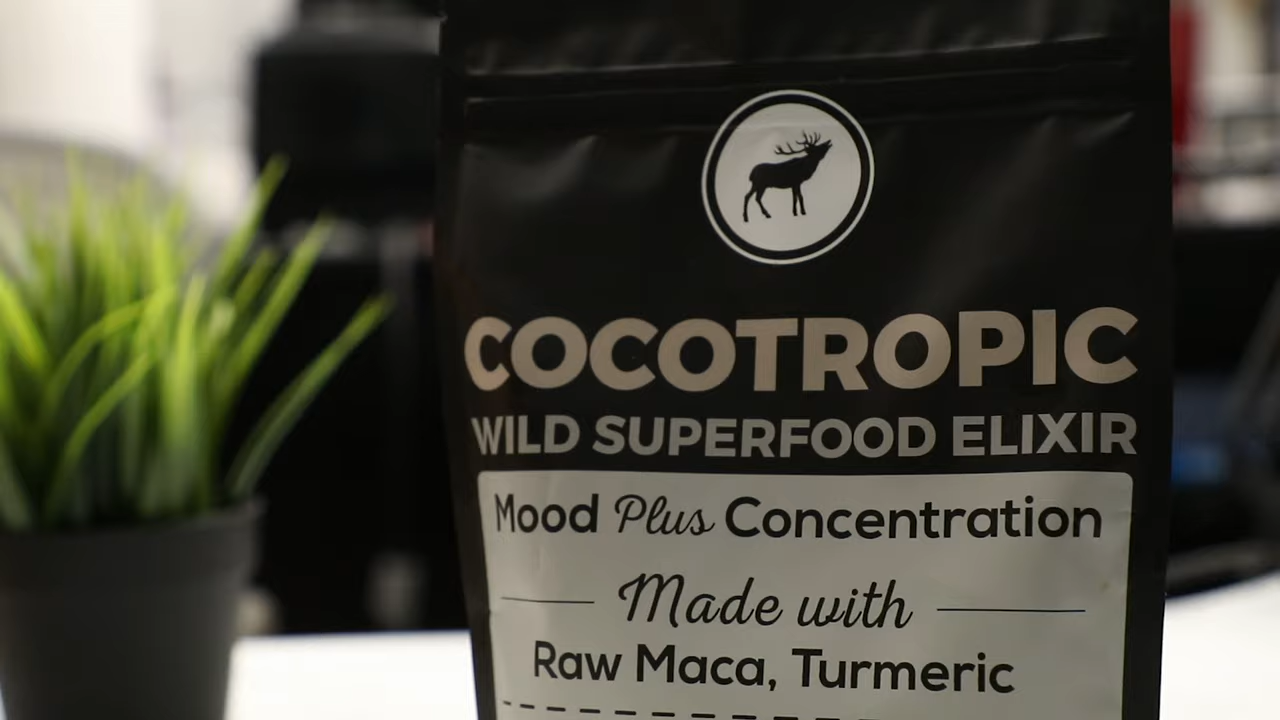 COCOTROPIC
WILD SUPERFOOD ELIXIR
Mood Plus Concentration
Made with
Raw Maca, Turmeric